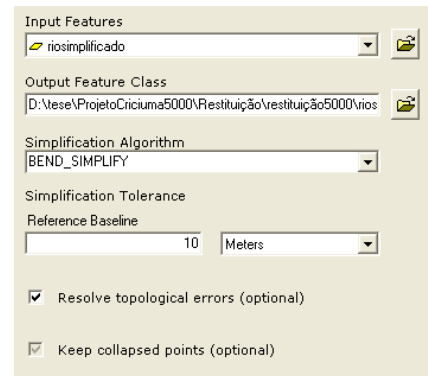 Input Features
riosimplificado
Output Feature Class
D:\tese\ProjetoCriciuma5000\Restituição\restituição5000\rios
Simplification Algorithm
BEND_SIMPLIFY
Simplification Tolerance
Reference Baseline
10 Meters
Resolve topological errors (optional)
Keep collapsed points (optional)